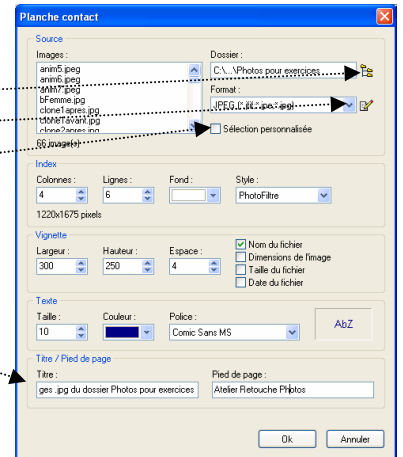 Planche contact
Source
Images :
anim5.jpeg
anim6.jpeg
anim7.jpeg
bFemme.jpg
clone1apres.jpg
clone1avant.jpg
clone2apres.jpg
66 image(s)
Dossier :
C:\...\Photos pour exercices
Format :
JPEG (*.jfif;*.jpe;*.jpg)
Sélection personnalisée
Index
Colonnes : Lignes : Fond : Style :
4 6 PhotoFiltre
1220x1675 pixels
Vignette
Largeur : Hauteur : Espace :
300 250 4
Nom du fichier
Dimensions de l'image
Taille du fichier
Date du fichier
Texte
Taille : Couleur : Police :
10 Comic Sans MS AbZ
Titre / Pied de page
Titre : Pied de page :
ges .jpg du dossier Photos pour exercices Atelier Retouche Photos
Ok Annuler